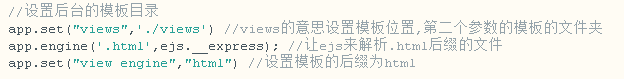 //设置后台的模板目录
app.set("views",'./views') //views的意思设置模板位置,第二个参数的模板的文件夹
app.engine('.html',ejs.__express); //让ejs来解析.html后缀的文件
app.set("view engine","html") //设置模板的后缀为html